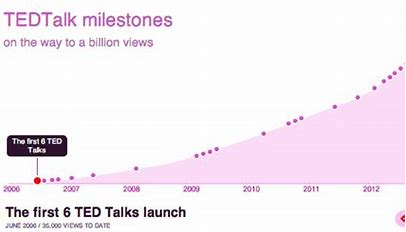 TEDTalk milestones
on the way to a billion views
The first 6 TED
Talks
2006 2007 2008 2009 2010 2011 2012
The first 6 TED Talks launch
JUNE 2006 / 35,000 VIEWS TO DATE